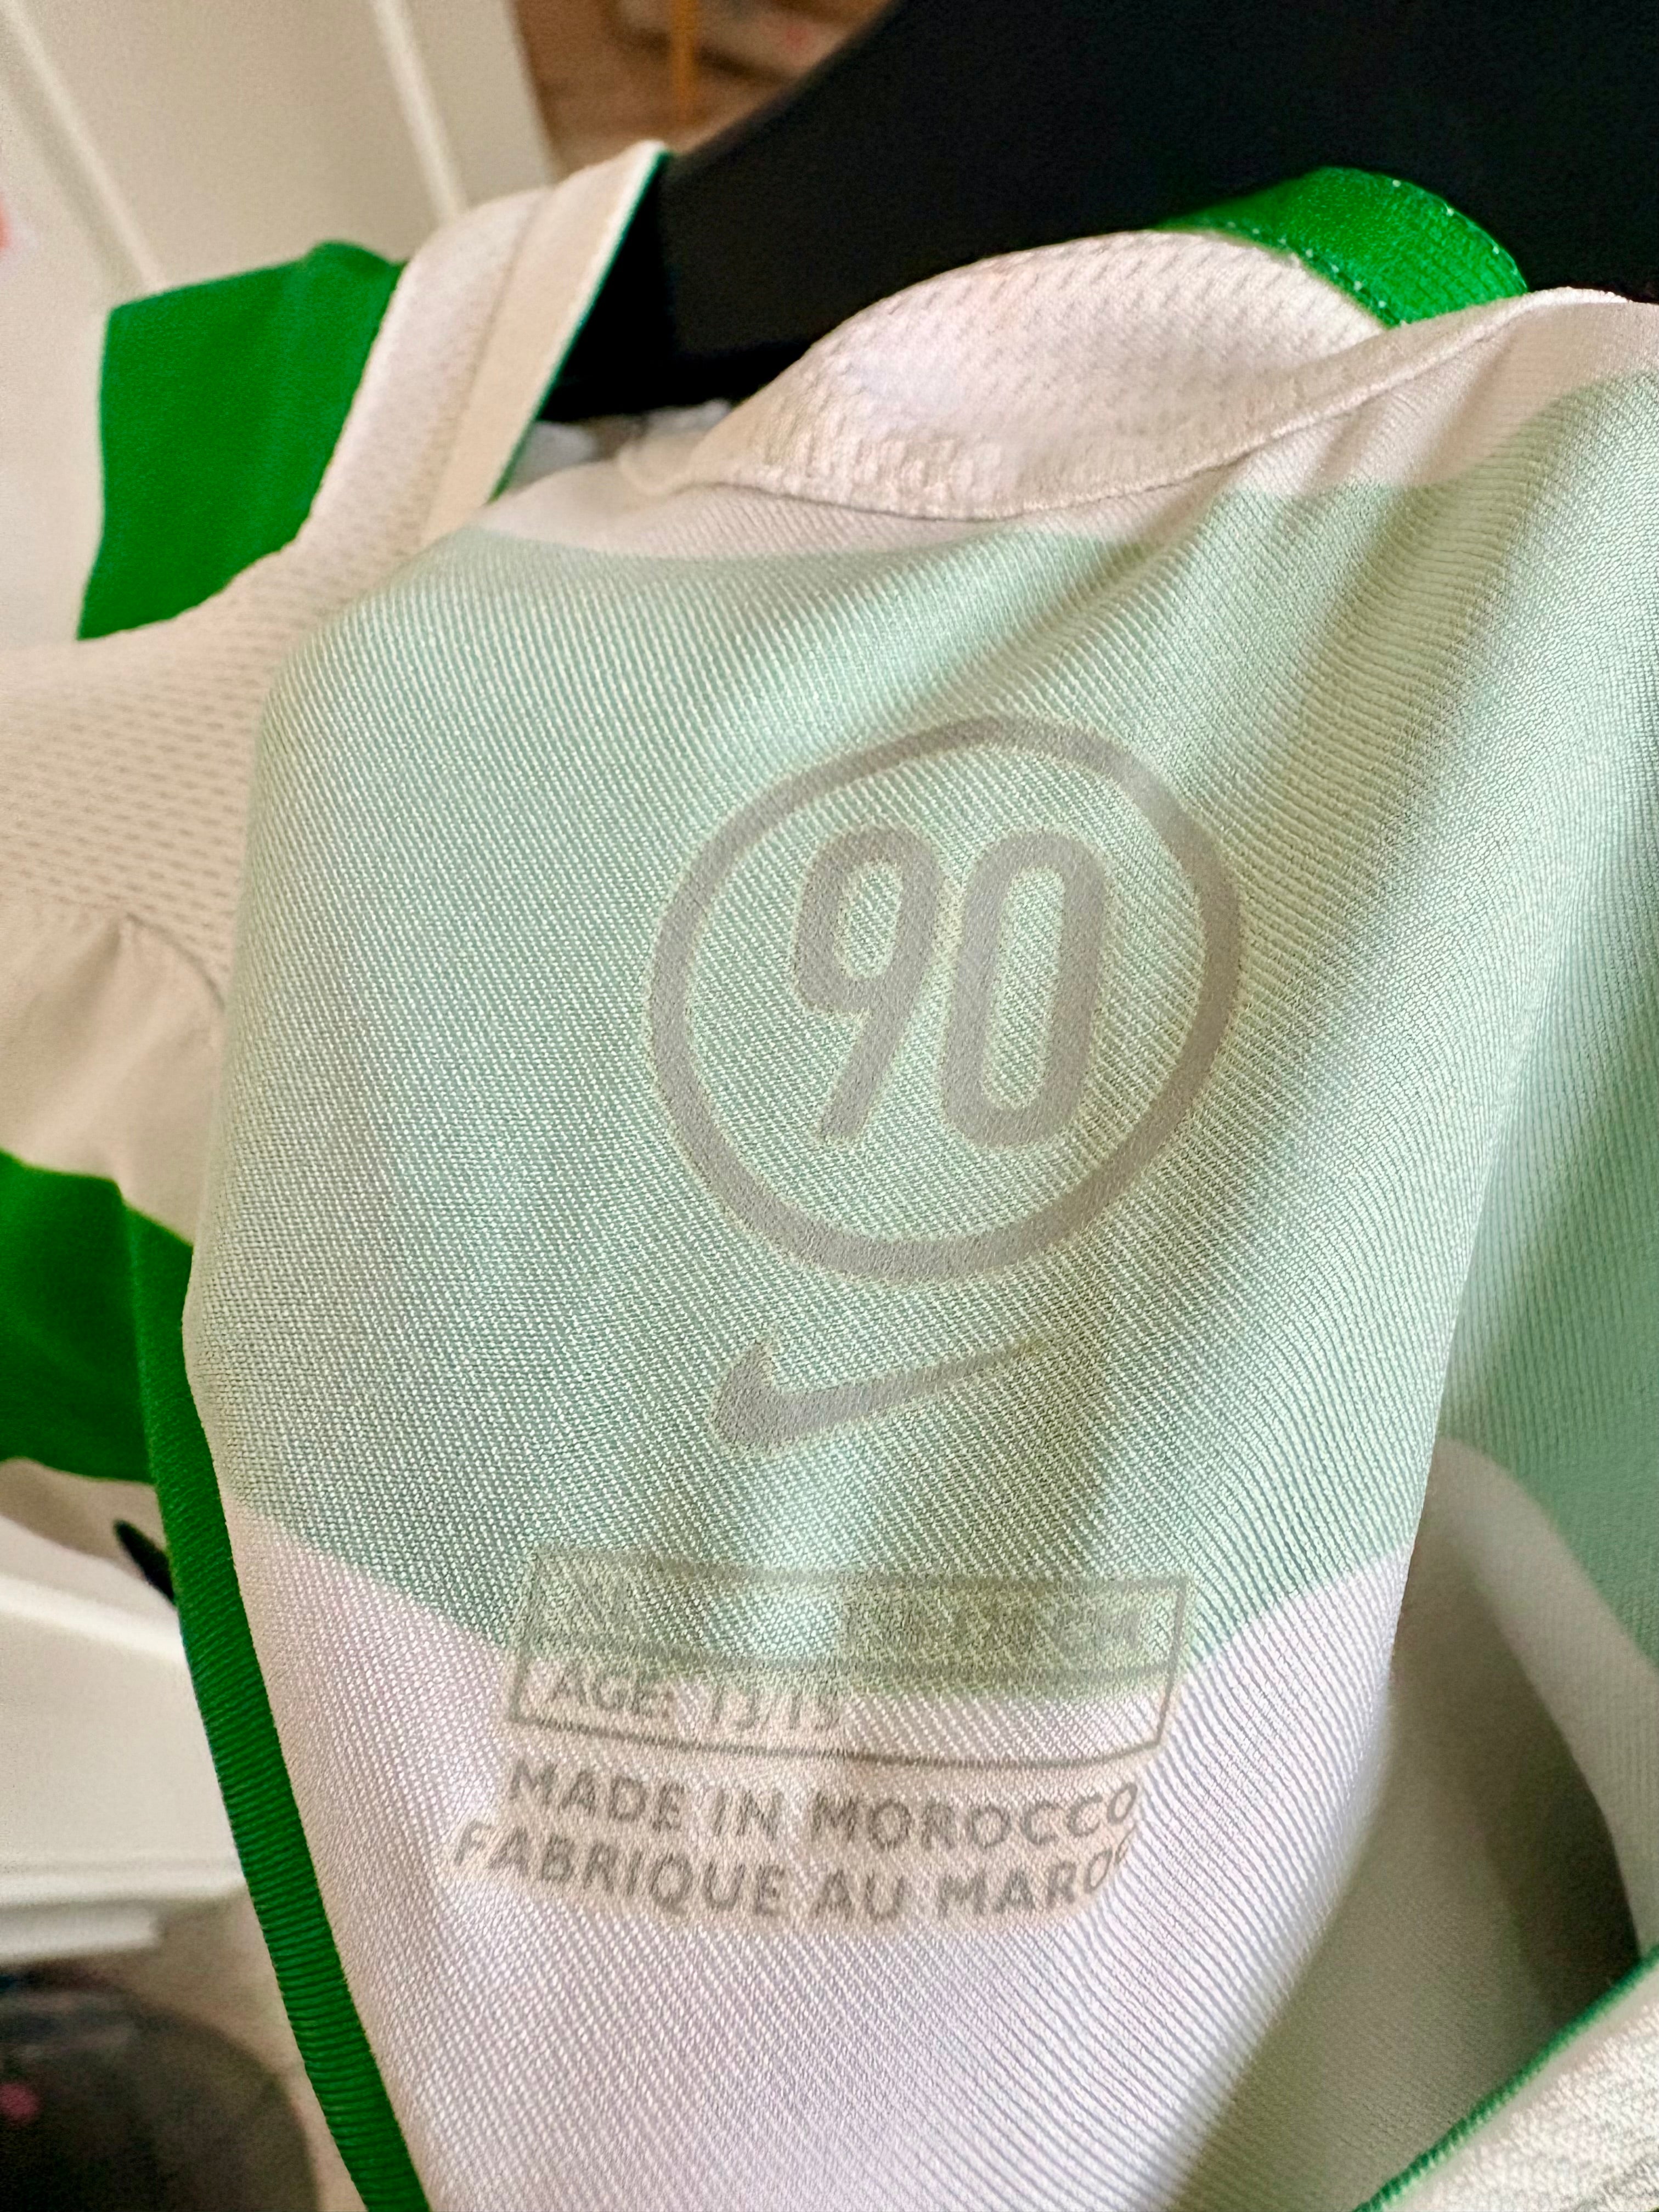 90
AGE: 13/15
MADE IN MOROCCO
FABRIQUE AU MAROC